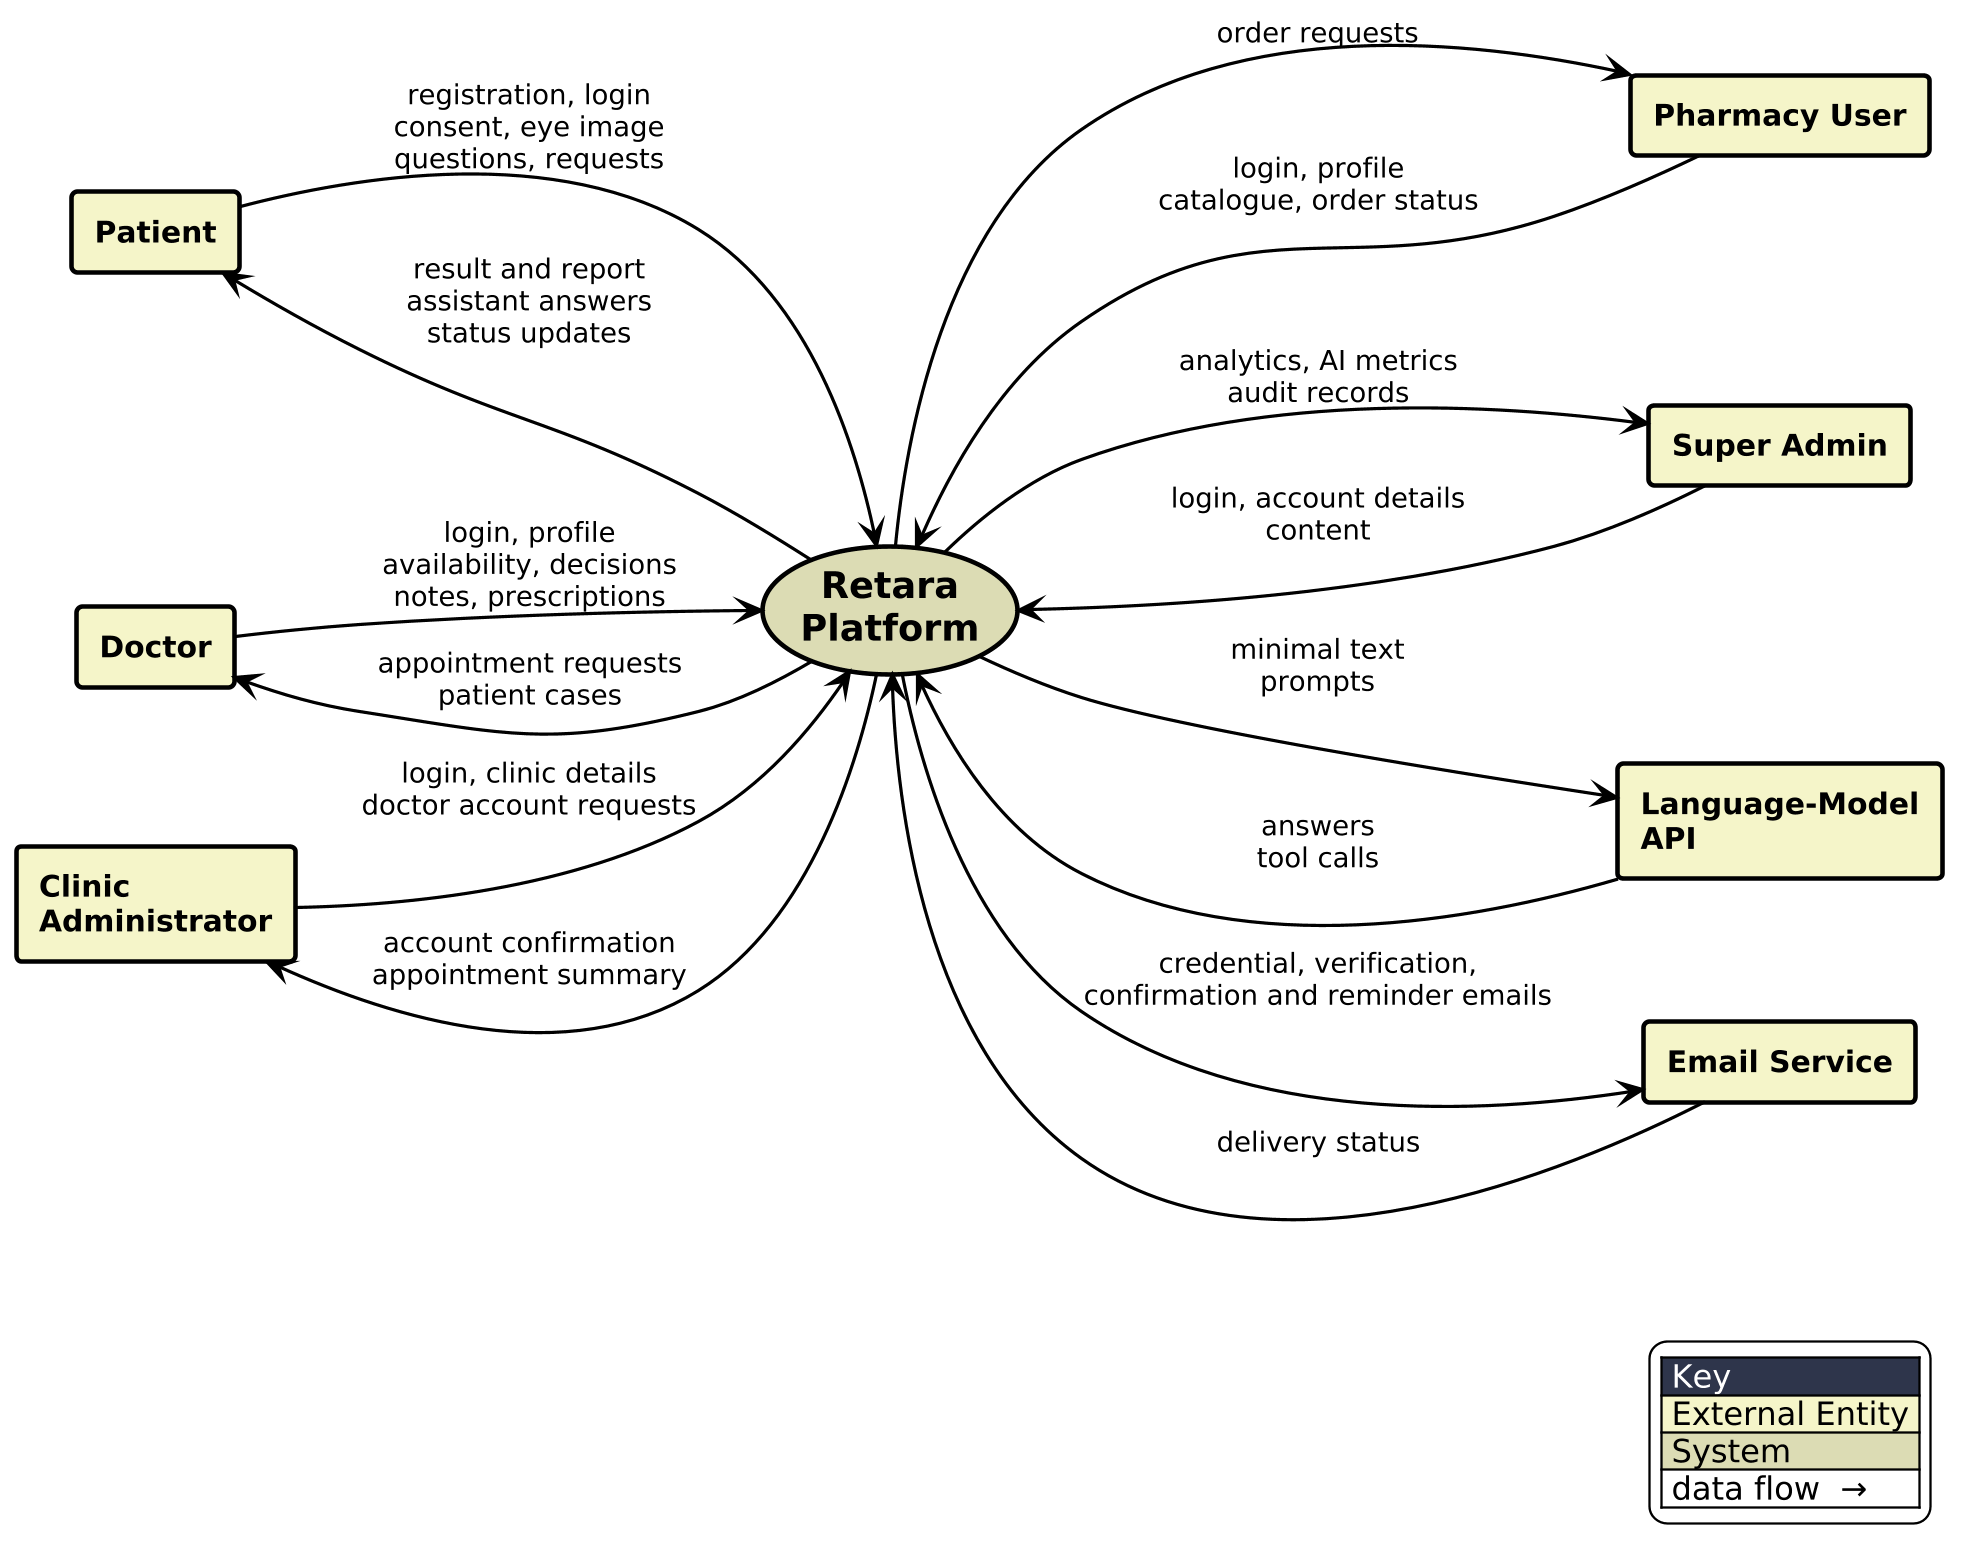 order requests
Pharmacy User
registration, login
consent, eye image
questions, requests
login, profile
catalogue, order status
Patient
result and report
assistant answers
status updates
analytics, AI metrics
audit records
Super Admin
login, account details
content
login, profile
availability, decisions
notes, prescriptions
Retara
Platform
Doctor
appointment requests
patient cases
minimal text
prompts
login, clinic details
doctor account requests
Language-Model
API
answers
tool calls
Clinic
Administrator
account confirmation
appointment summary
credential, verification,
confirmation and reminder emails
Email Service
delivery status
Key
External Entity
System
data flow →